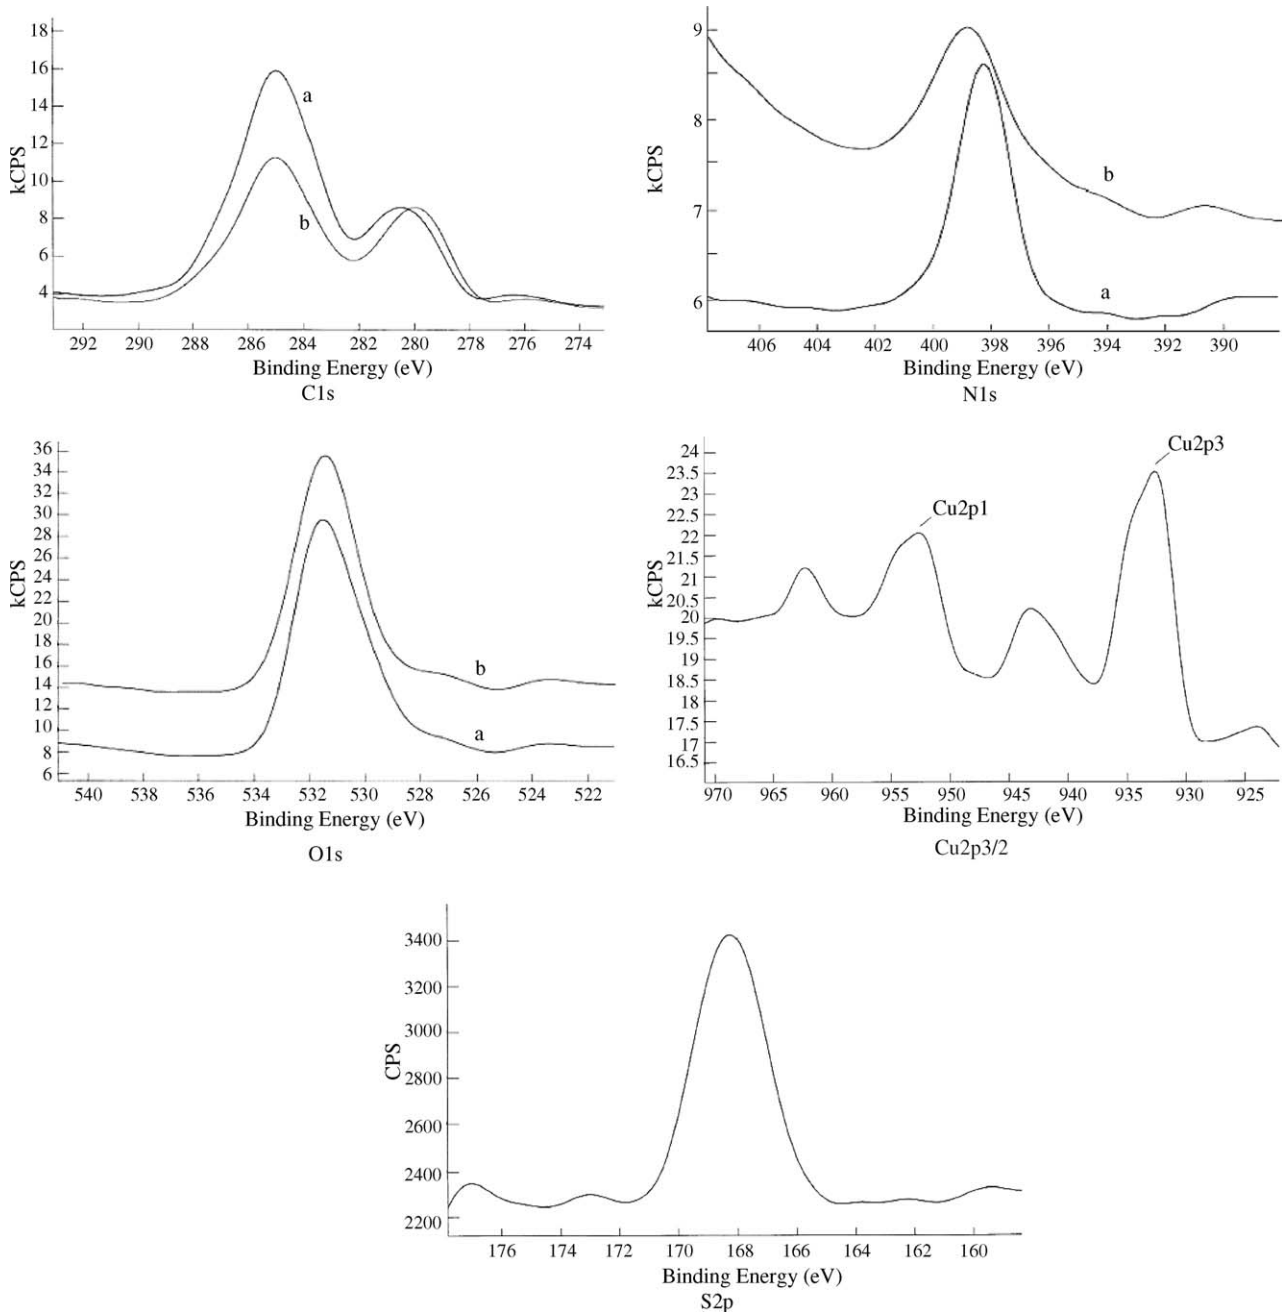 18
16
14
12
10
8
6
4
kCPS
a
b
292 290 288 286 284 282 280 278 276 274
Binding Energy (eV)
C1s
9
8
7
6
kCPS
b
a
406 404 402 400 398 396 394 392 390
Binding Energy (eV)
N1s
36
34
32
30
28
26
24
22
20
18
16
14
12
10
8
6
kCPS
b
a
540 538 536 534 532 530 528 526 524 522
Binding Energy (eV)
O1s
24
23.5
23
22.5
22
21.5
21
20.5
20
19.5
19
18.5
18
17.5
17
16.5
kCPS
Cu2p3
Cu2p1
970 965 960 955 950 945 940 935 930 925
Binding Energy (eV)
Cu2p3/2
3400
3200
3000
2800
2600
2400
2200
CPS
176 174 172 170 168 166 164 162 160
Binding Energy (eV)
S2p